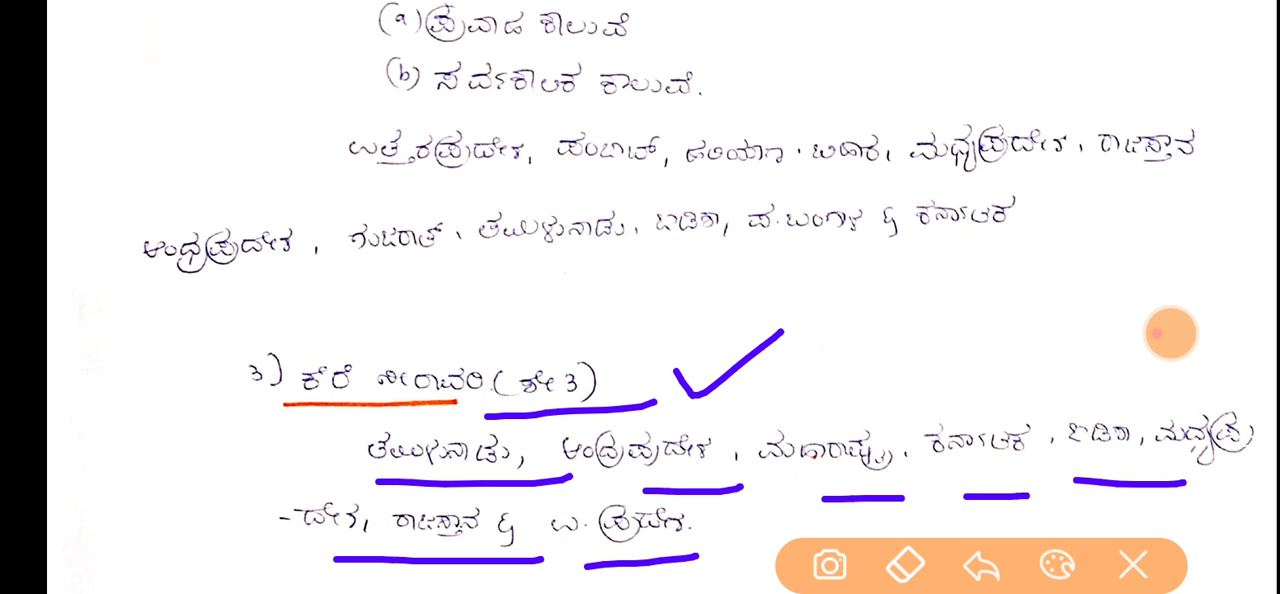 (a) ಪ್ರವಾಹ ಕಾಲುವೆ
(b) ಸರ್ವಕಾಲಿಕ ಕಾಲುವೆ.
ಉತ್ತರಪ್ರದೇಶ, ಪಂಜಾಬ್, ಹರಿಯಾಣ, ಬಿಹಾರ, ಮಧ್ಯಪ್ರದೇಶ, ರಾಜಸ್ತಾನ
ಆಂಧ್ರಪ್ರದೇಶ, ಗುಜರಾತ್, ತಮಿಳುನಾಡು, ಒಡಿಶಾ, ಪ.ಬಂಗಾಳ & ಕರ್ನಾಟಕ
3) ಕೆರೆ ನೀರಾವರಿ (ಶೇ 3)
ತಮಿಳುನಾಡು, ಆಂಧ್ರಪ್ರದೇಶ, ಮಹಾರಾಷ್ಟ್ರ, ಕರ್ನಾಟಕ, ಒಡಿಶಾ, ಮಧ್ಯಪ್ರ
-ದೇಶ, ರಾಜಸ್ತಾನ & ಉ. ಪ್ರದೇಶ.